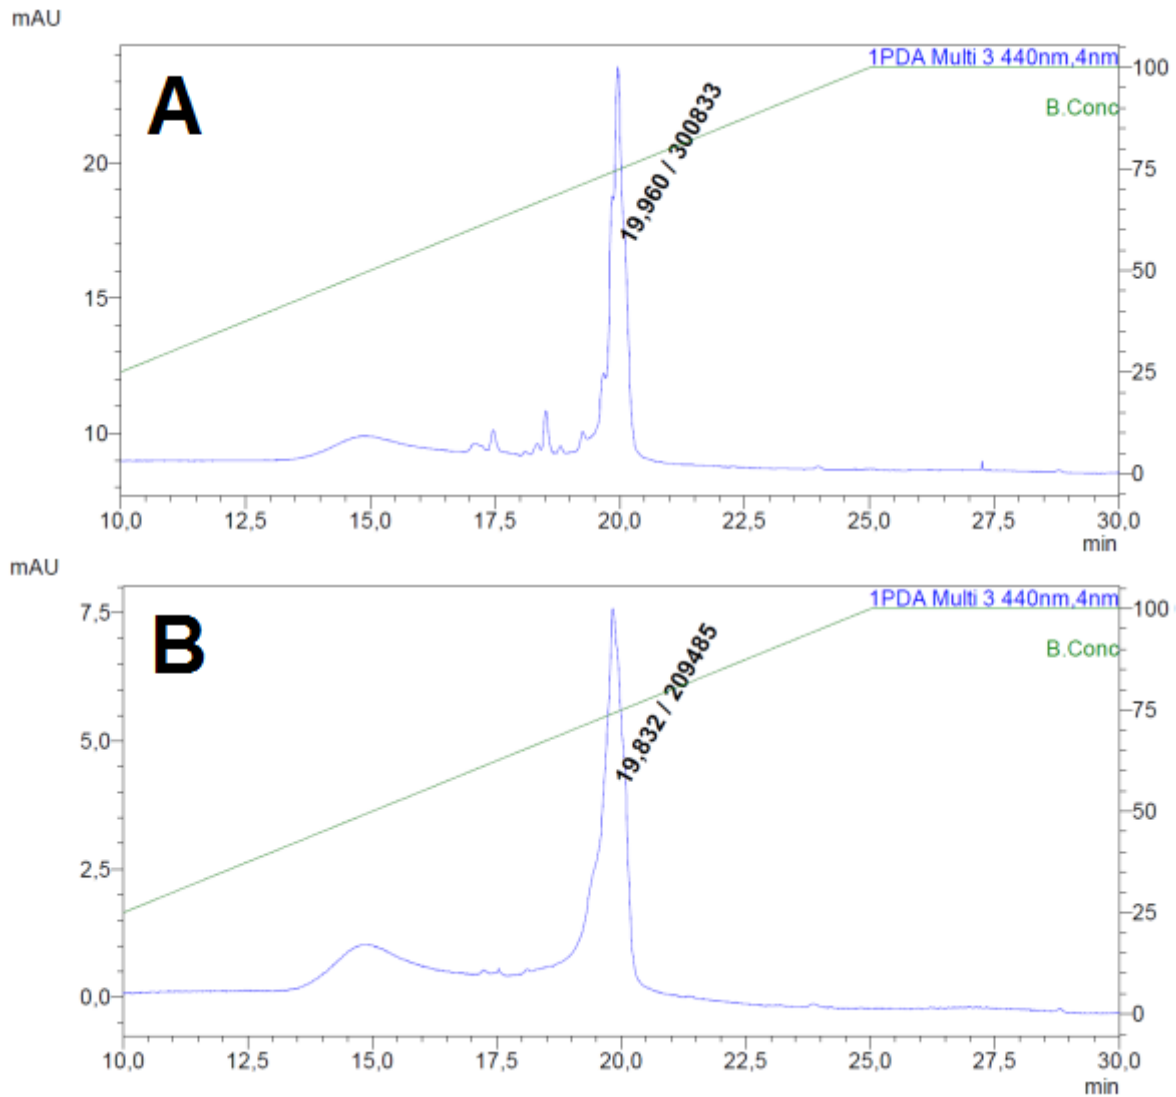 mAU
A
1PDA Multi 3 440nm,4nm
100
B.Conc
20
19,960 / 300833
75
15
50
10
25
0
10,0 12,5 15,0 17,5 20,0 22,5 25,0 27,5 30,0
min
mAU
B
1PDA Multi 3 440nm,4nm
7,5
100
B.Conc
19,832 / 209485
5,0
75
50
2,5
25
0,0
0
10,0 12,5 15,0 17,5 20,0 22,5 25,0 27,5 30,0
min